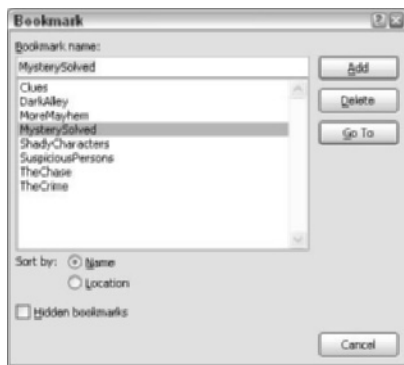 Bookmark
Bookmark name:
MysterySolved
Add
Clues
DarkAlley
MoreMayhem
MysterySolved
ShadyCharacters
SuspiciousPersons
TheChase
TheCrime
Delete
Go To
Sort by: Name
Location
Hidden bookmarks
Cancel